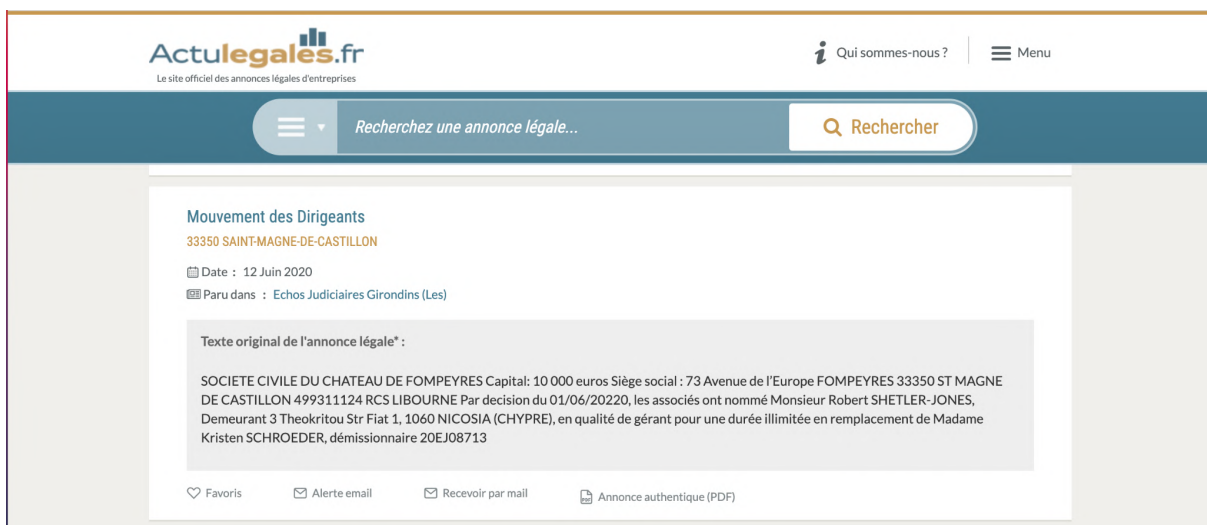 Actulegales.fr
Le site officiel des annonces légales d'entreprises
Qui sommes-nous ?
Menu
Recherchez une annonce légale...
Rechercher
Mouvement des Dirigeants
33350 SAINT-MAGNE-DE-CASTILLON
Date : 12 Juin 2020
Paru dans : Echos Judiciaires Girondins (Les)
Texte original de l'annonce légale* :
SOCIETE CIVILE DU CHATEAU DE FOMPEYRES Capital: 10 000 euros Siège social : 73 Avenue de l'Europe FOMPEYRES 33350 ST MAGNE
DE CASTILLON 499311124 RCS LIBOURNE Par decision du 01/06/20220, les associés ont nommé Monsieur Robert SHETLER-JONES,
Demeurant 3 Theokritou Str Fiat 1, 1060 NICOSIA (CHYPRE), en qualité de gérant pour une durée illimitée en remplacement de Madame
Kristen SCHROEDER, démissionnaire 20EJ08713
Favoris
Alerte email
Recevoir par mail
Annonce authentique (PDF)